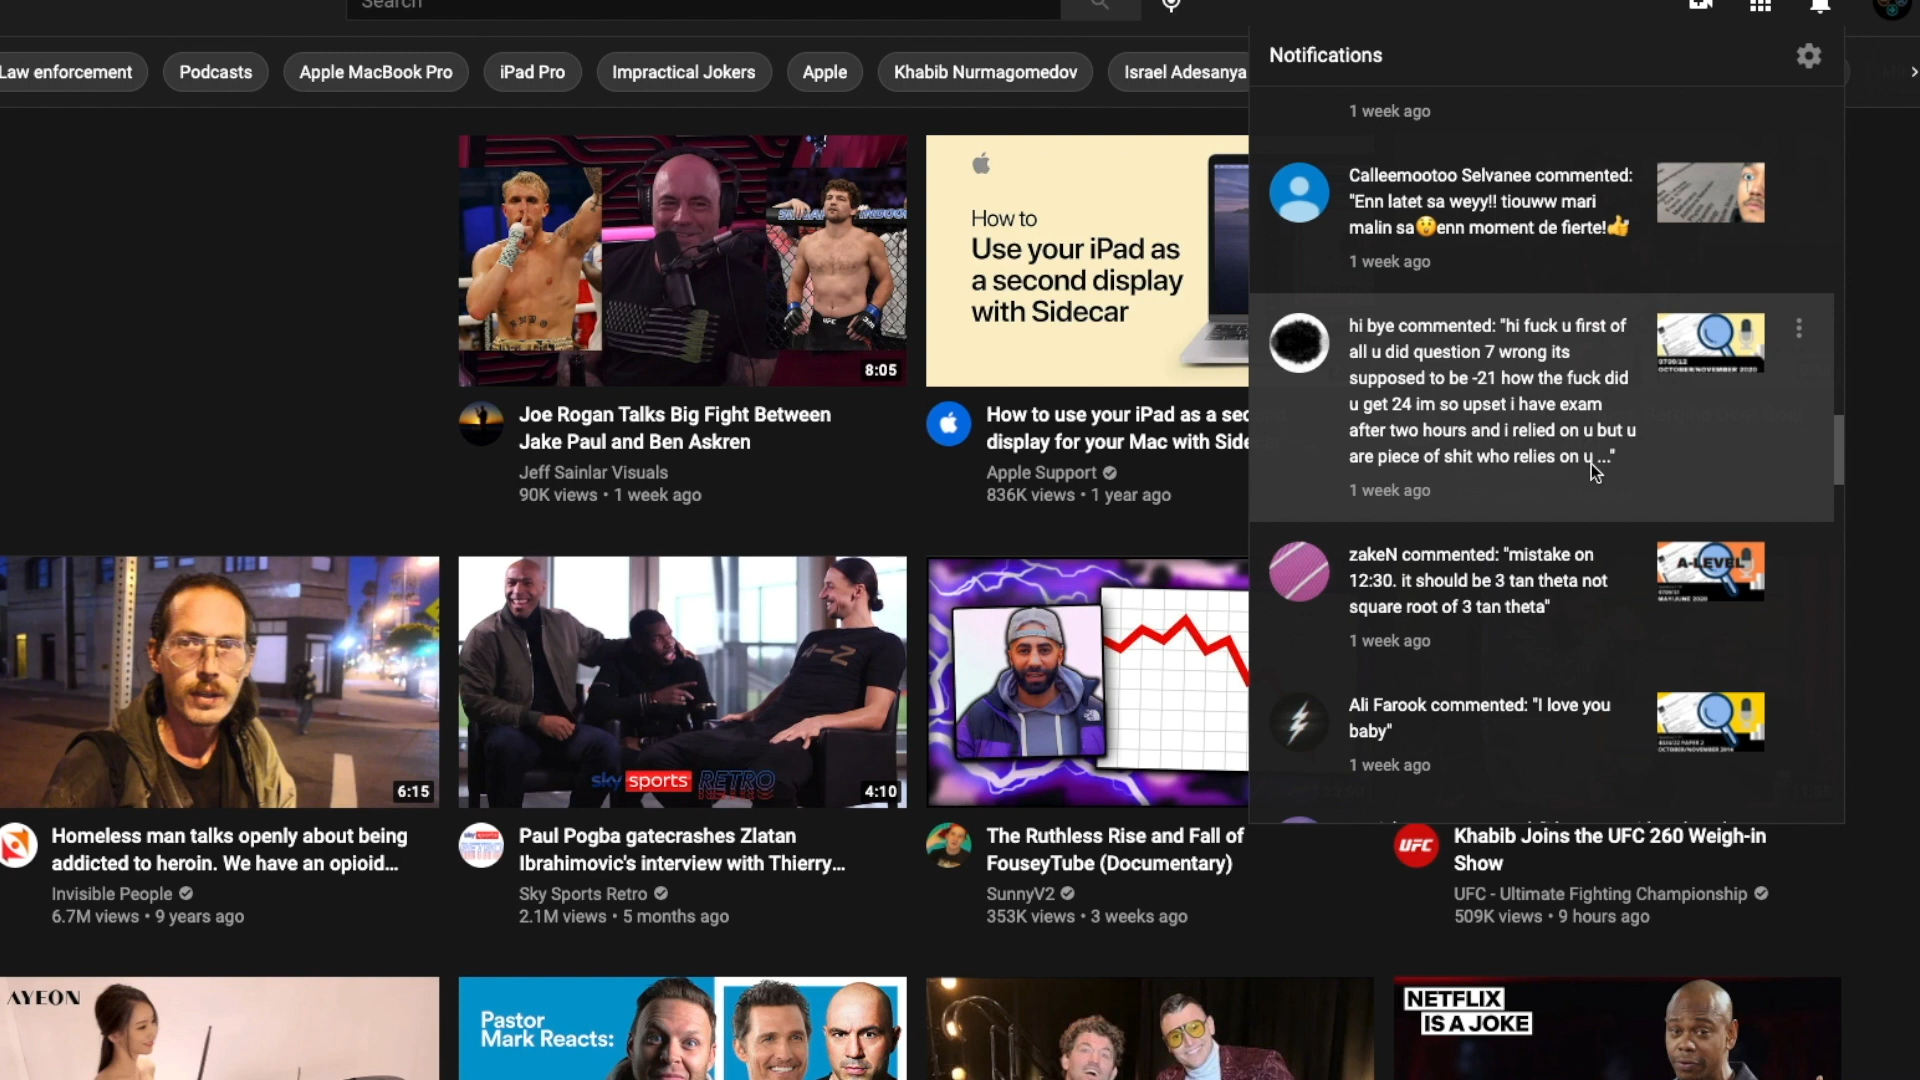 Search
Law enforcement
Podcasts
Apple MacBook Pro
iPad Pro
Impractical Jokers
Apple
Khabib Nurmagomedov
Israel Adesanya
Notifications
1 week ago
Calleemootoo Selvanee commented:
"Enn latet sa weyy!! tiouww mari
malin sa😲enn moment de fierte!👍
1 week ago
hi bye commented: "hi fuck u first of
all u did question 7 wrong its
supposed to be -21 how the fuck did
u get 24 im so upset i have exam
after two hours and i relied on u but u
are piece of shit who relies on u ..."
1 week ago
9709/12
OCTOBER/NOVEMBER 2020
zakeN commented: "mistake on
12:30. it should be 3 tan theta not
square root of 3 tan theta"
1 week ago
A-LEVEL
MAY/JUNE 2020
Ali Farook commented: "I love you
baby"
1 week ago
OCTOBER/NOVEMBER 2016
8:05
Joe Rogan Talks Big Fight Between
Jake Paul and Ben Askren
Jeff Sainlar Visuals
90K views • 1 week ago
How to
Use your iPad as
a second display
with Sidecar
How to use your iPad as a sec
display for your Mac with Side
Apple Support
836K views • 1 year ago
6:15
Homeless man talks openly about being
addicted to heroin. We have an opioid...
Invisible People
6.7M views • 9 years ago
A-Z
sky sports RETRO
4:10
Paul Pogba gatecrashes Zlatan
Ibrahimovic's interview with Thierry...
Sky Sports Retro
2.1M views • 5 months ago
The Ruthless Rise and Fall of
FouseyTube (Documentary)
SunnyV2
353K views • 3 weeks ago
UFC
Khabib Joins the UFC 260 Weigh-in
Show
UFC - Ultimate Fighting Championship
509K views • 9 hours ago
AYEON
Pastor
Mark Reacts:
NETFLIX
IS A JOKE